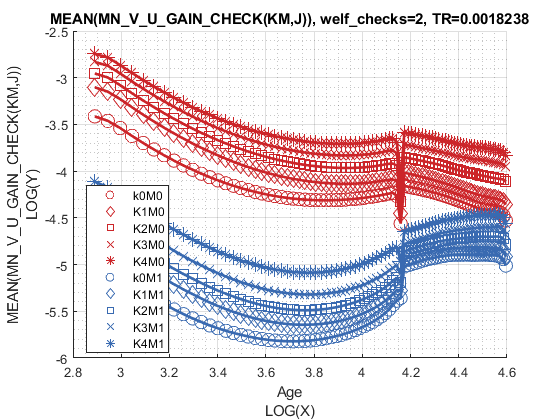 MEAN(MN_V_U_GAIN_CHECK(KM,J)), welf_checks=2, TR=0.0018238
-2.5
-3
-3.5
-4
-4.5
-5
-5.5
-6
MEAN(MN_V_U_GAIN_CHECK(KM,J))
LOG(Y)
k0M0
K1M0
K2M0
K3M0
K4M0
k0M1
K1M1
K2M1
K3M1
K4M1
2.8 3 3.2 3.4 3.6 3.8 4 4.2 4.4 4.6
Age
LOG(X)